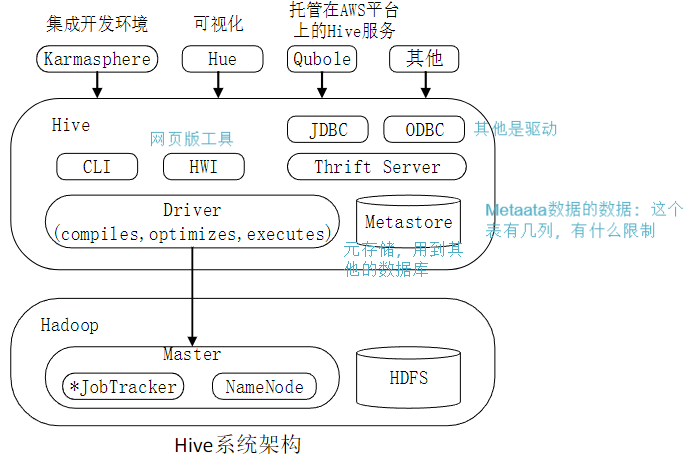 集成开发环境
可视化
托管在AWS平台
上的Hive服务
Karmasphere
Hue
Qubole
其他
Hive
网页版工具
JDBC
ODBC
其他是驱动
CLI
HWI
Thrift Server
Driver
(compiles,optimizes,executes)
Metastore
Metaata数据的数据：这个
表有几列，有什么限制
元存储，用到其
他的数据库
Hadoop
Master
*JobTracker
NameNode
HDFS
Hive系统架构